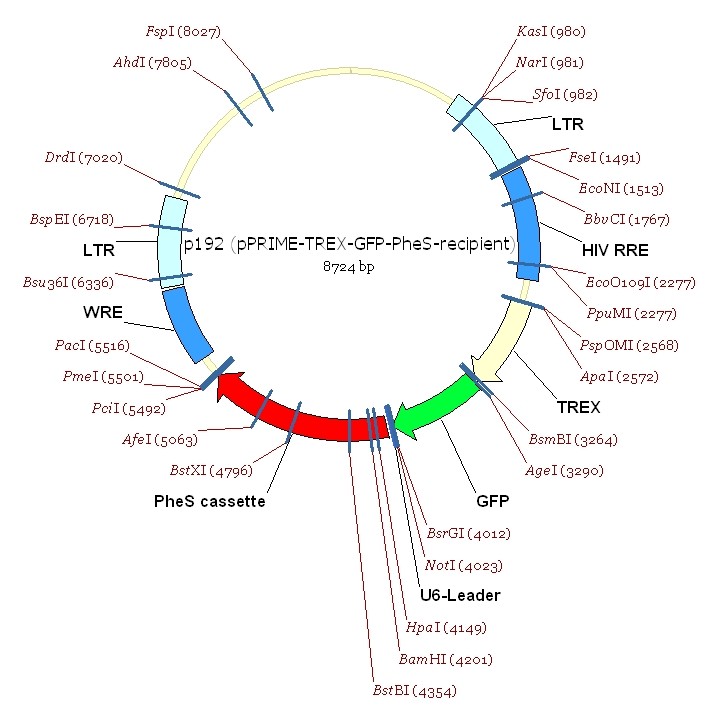 FspI (8027)
KasI (980)
AhdI (7805)
NarI (981)
SfoI (982)
LTR
DrdI (7020)
FseI (1491)
EcoNI (1513)
BspEI (6718)
BbvCI (1767)
LTR
p192 (pPRIME-TREX-GFP-PheS-recipient)
HIV RRE
8724 bp
Bsu36I (6336)
EcoO109I (2277)
WRE
PpuMI (2277)
PacI (5516)
PspOMI (2568)
PmeI (5501)
ApaI (2572)
PciI (5492)
TREX
AfeI (5063)
BsmBI (3264)
BstXI (4796)
AgeI (3290)
PheS cassette
GFP
BsrGI (4012)
NotI (4023)
U6-Leader
HpaI (4149)
BamHI (4201)
BstBI (4354)